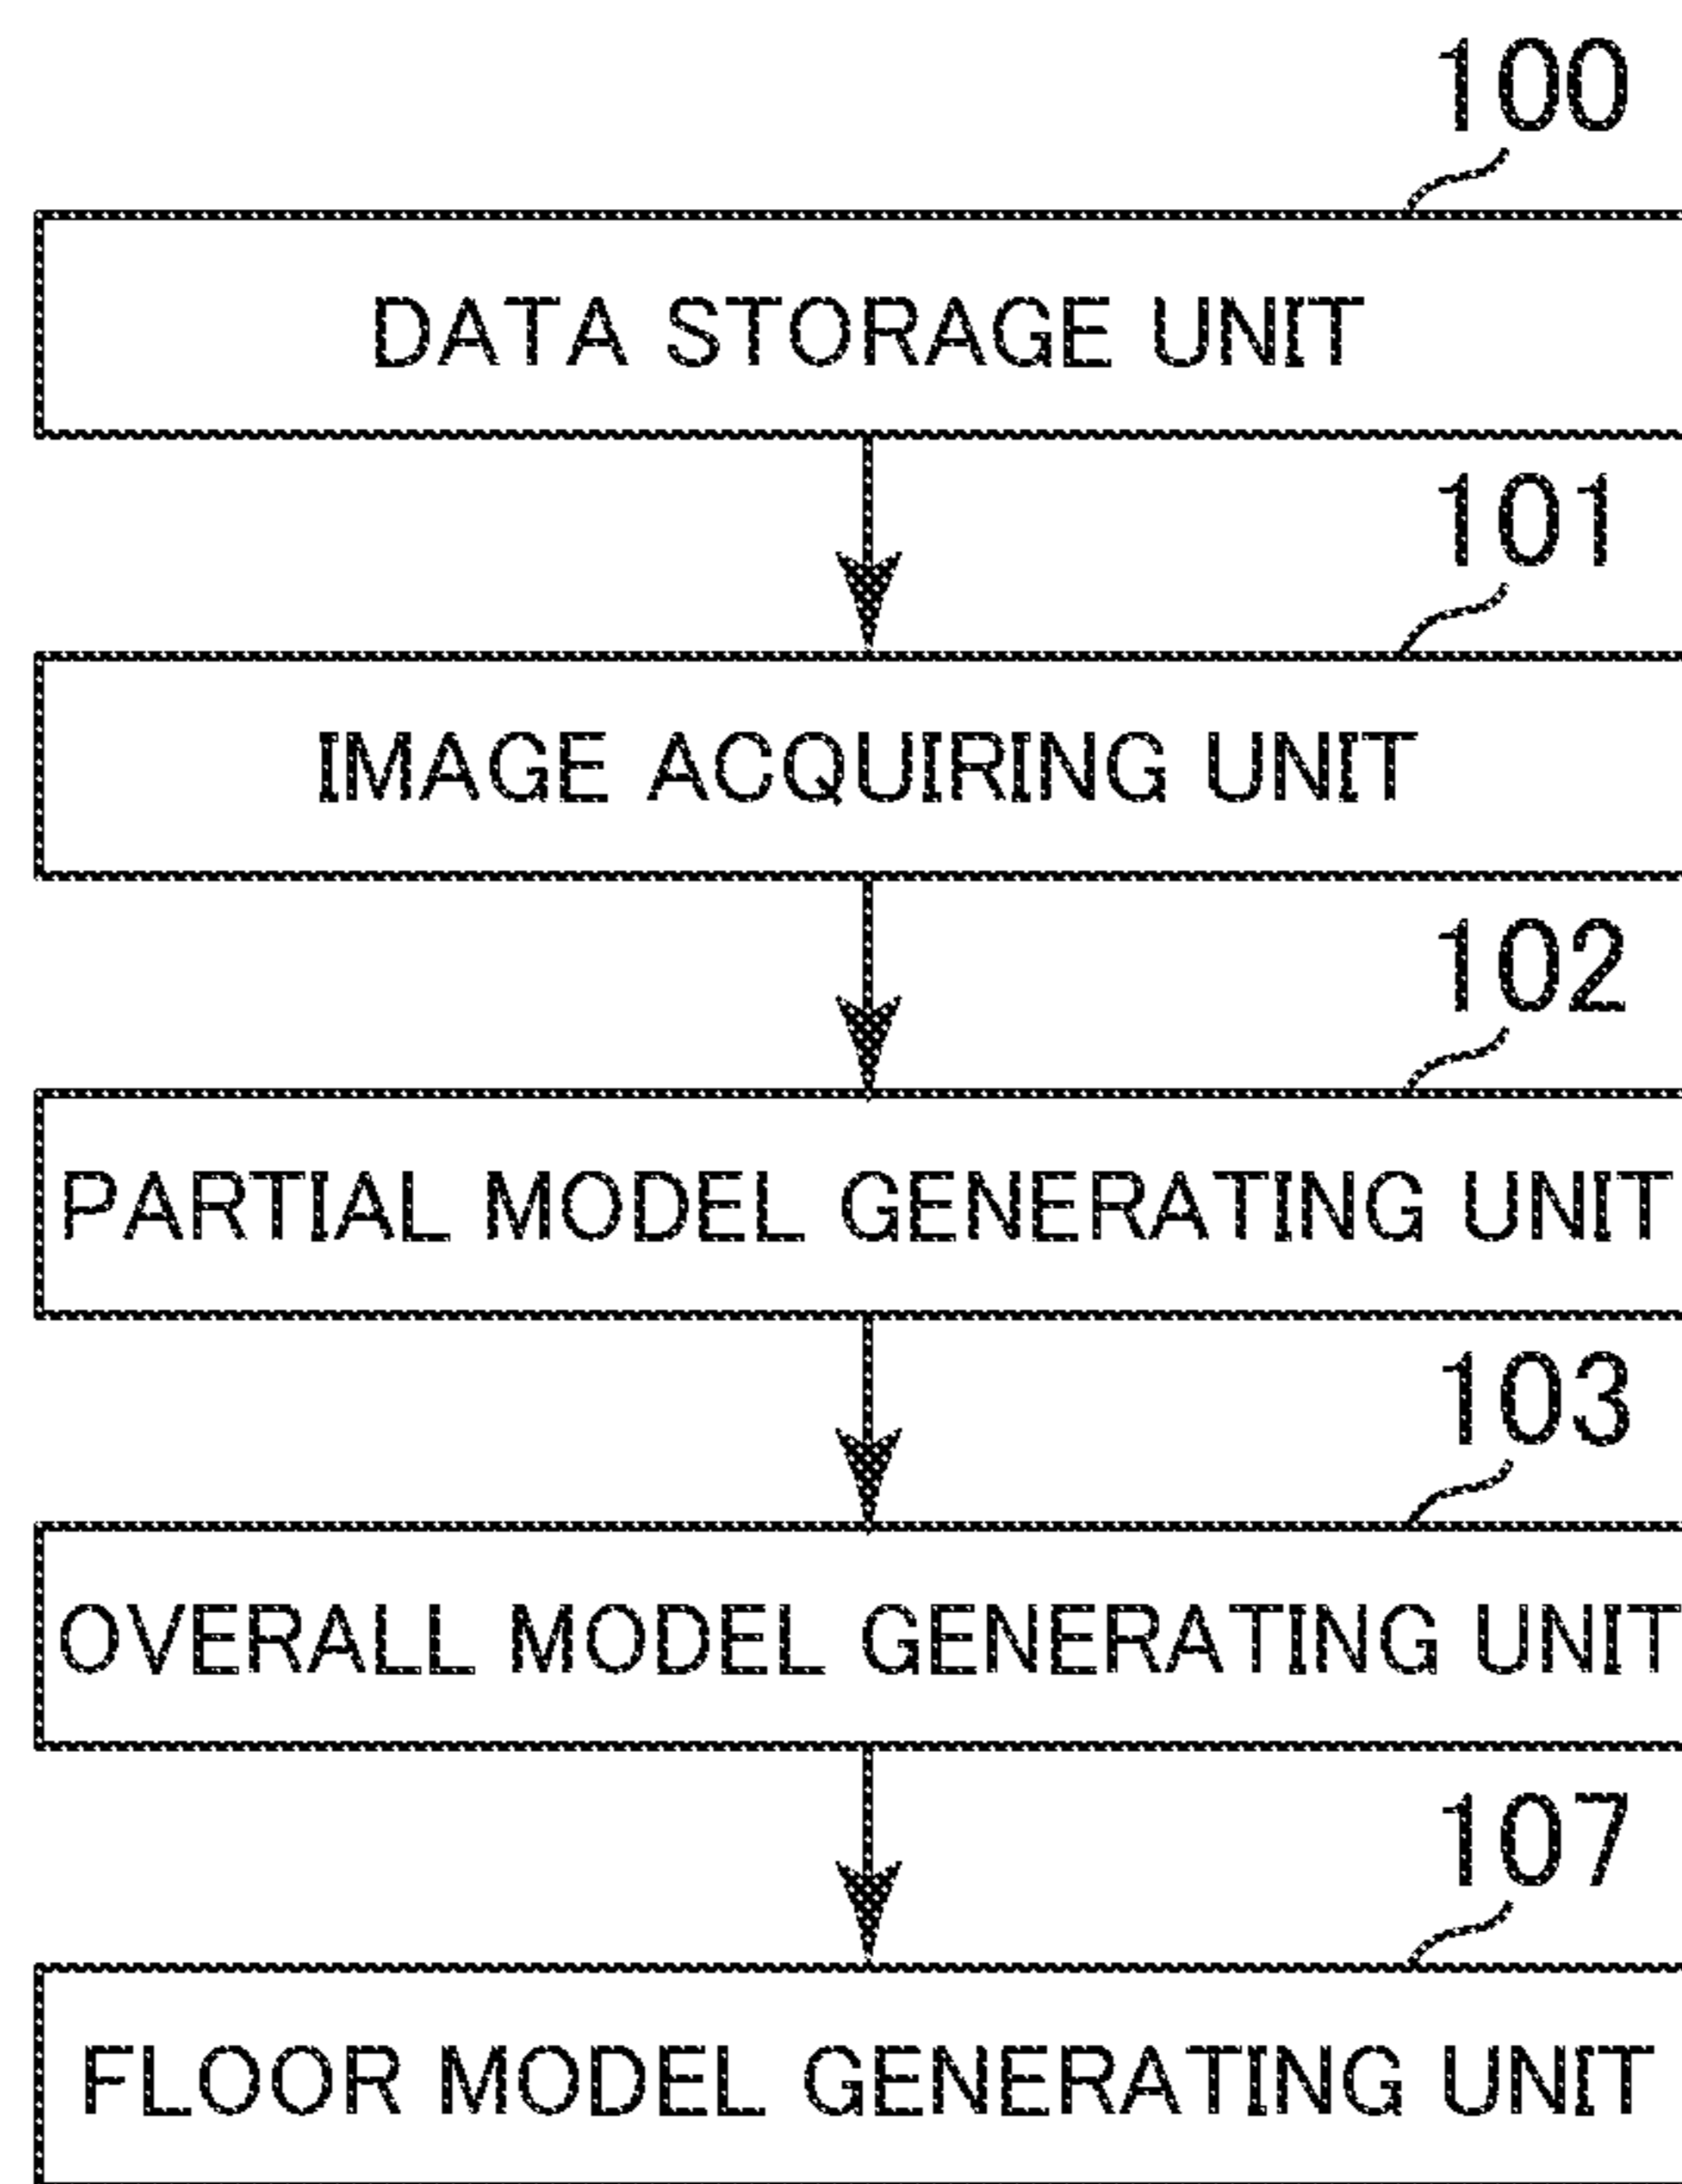 100
DATA STORAGE UNIT
101
IMAGE ACQUIRING UNIT
102
PARTIAL MODEL GENERATING UNIT
103
OVERALL MODEL GENERATING UNIT
107
FLOOR MODEL GENERATING UNIT